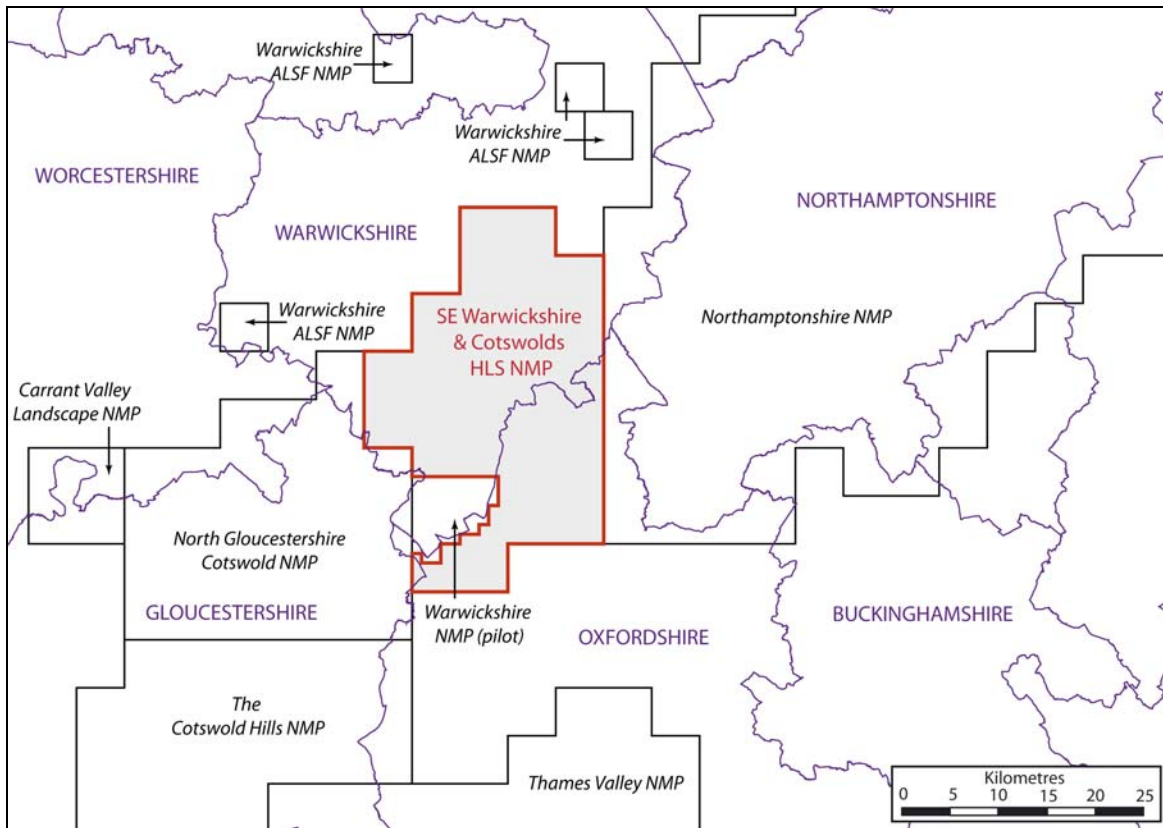 Warwickshire
ALSF NMP
Warwickshire
ALSF NMP
WORCESTERSHIRE
NORTHAMPTONSHIRE
WARWICKSHIRE
Warwickshire
ALSF NMP
SE Warwickshire
& Cotswolds
HLS NMP
Northamptonshire NMP
Carrant Valley
Landscape NMP
North Gloucestershire
Cotswold NMP
GLOUCESTERSHIRE
Warwickshire
NMP (pilot)
OXFORDSHIRE
BUCKINGHAMSHIRE
The
Cotswold Hills NMP
Thames Valley NMP
Kilometres
0 5 10 15 20 25